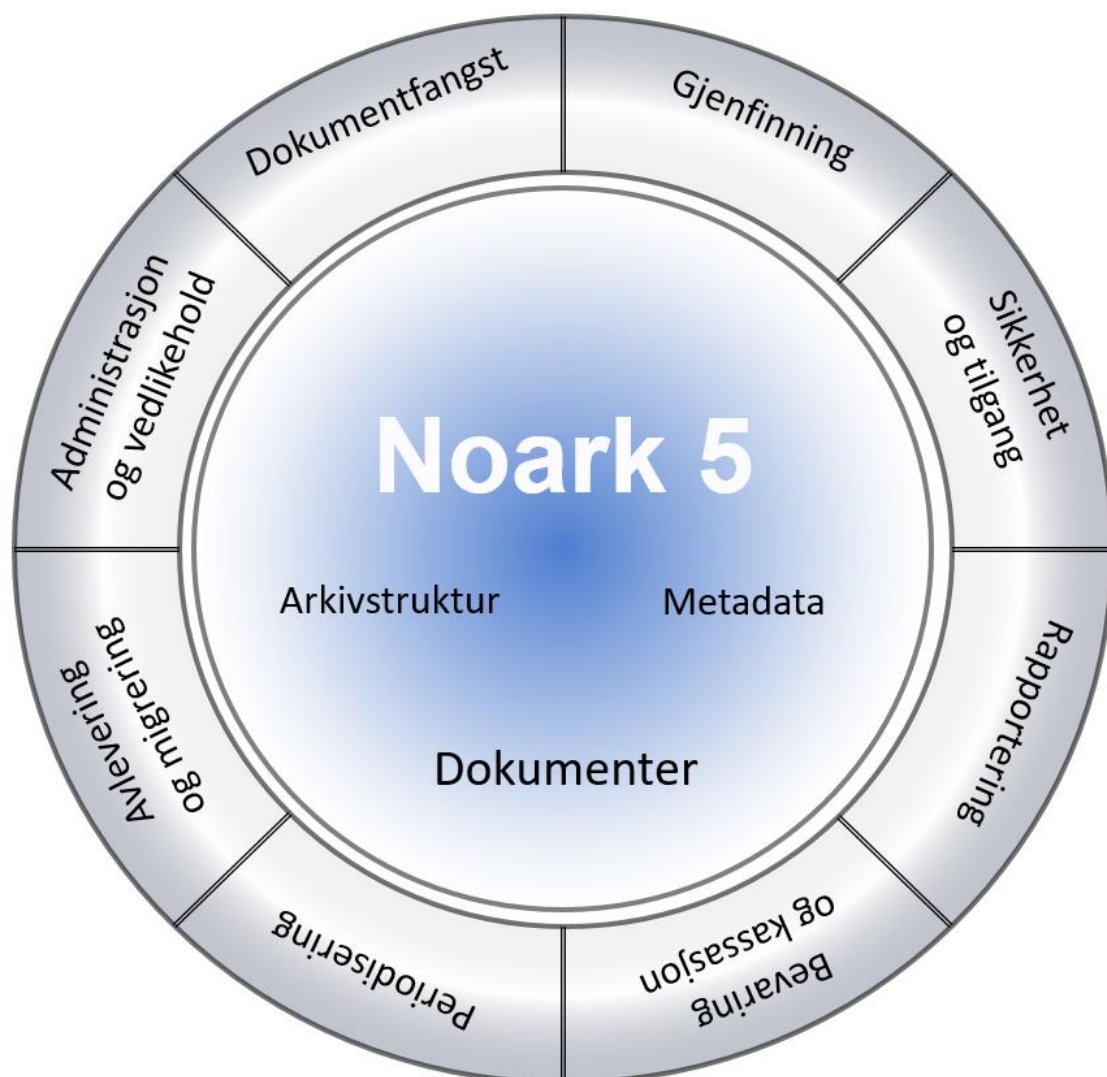 Dokumentfangst
Gjenfinning
Sikkerhet
og tilgang
Rapportering
Bevaring
og kassasjon
Periodisering
Avlevering
og migrering
Administrasjon
og vedlikehold
Noark 5
Arkivstruktur
Metadata
Dokumenter